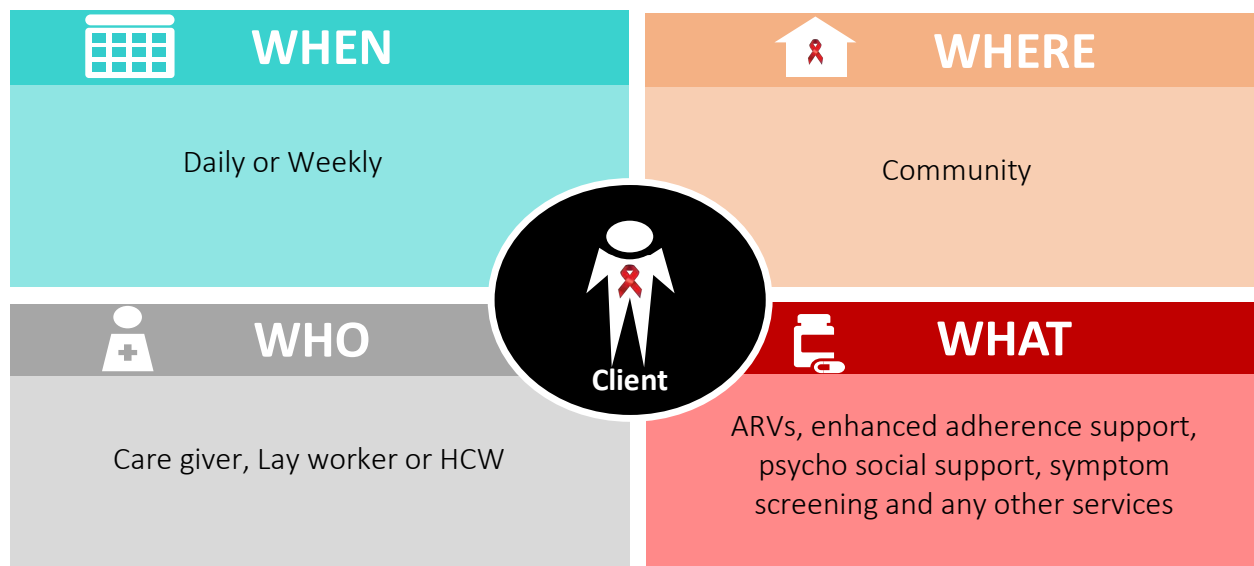 WHEN
Daily or Weekly
WHERE
Community
WHO
Care giver, Lay worker or HCW
Client
WHAT
ARVs, enhanced adherence support,
psycho social support, symptom
screening and any other services